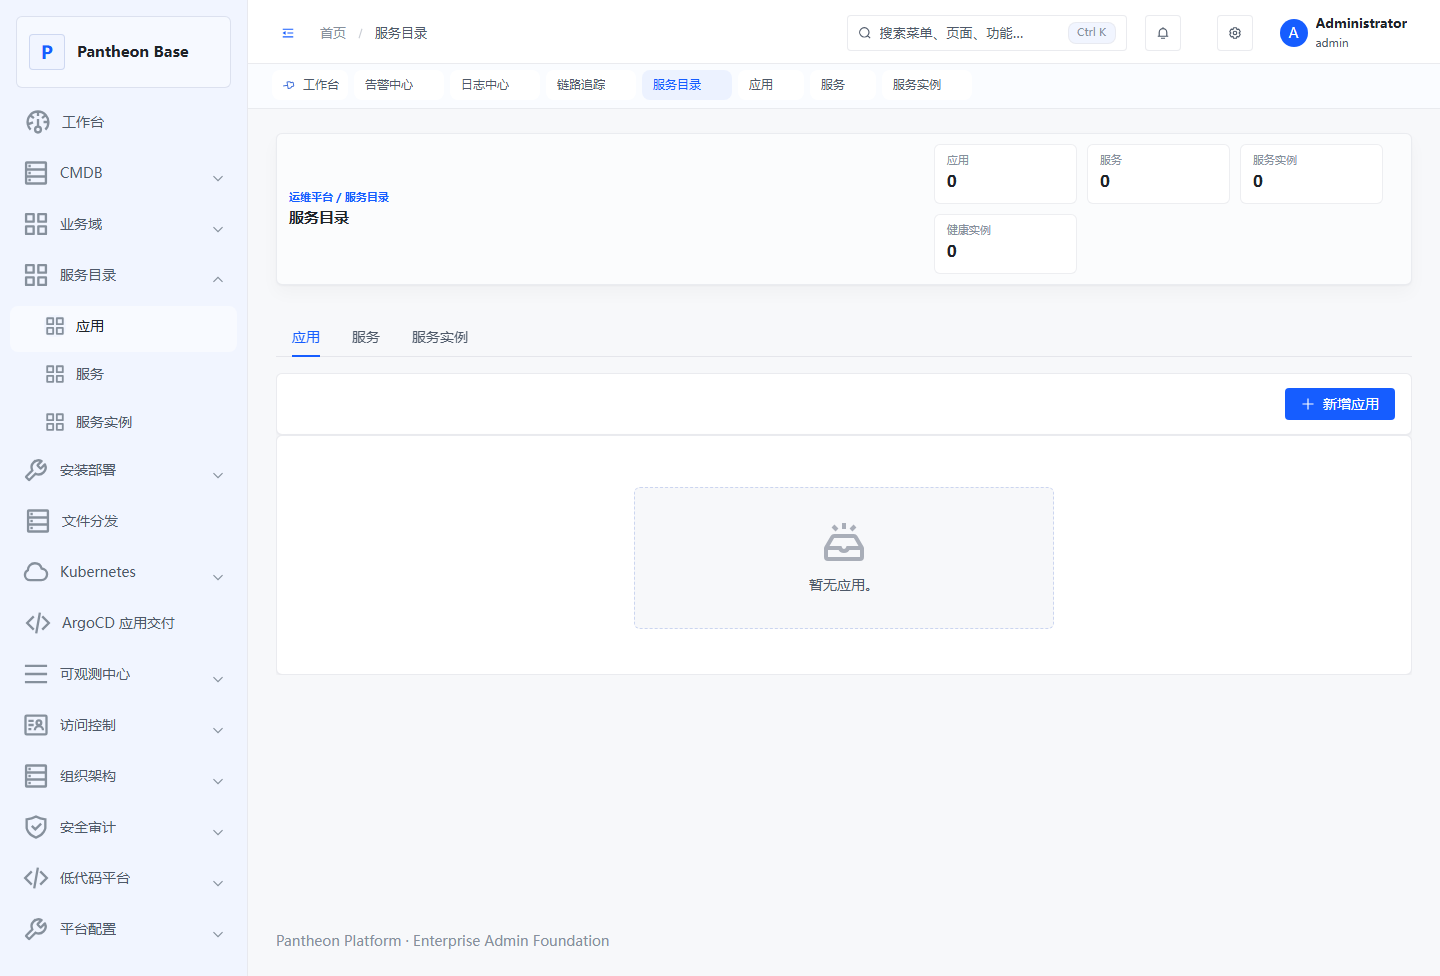 P Pantheon Base
工作台
CMDB
业务域
服务目录
应用
服务
服务实例
安装部署
文件分发
Kubernetes
ArgoCD 应用交付
可观测中心
访问控制
组织架构
安全审计
低代码平台
平台配置
首页 / 服务目录
搜索菜单、页面、功能... Ctrl K
A Administrator
admin
工作台 告警中心 日志中心 链路追踪 服务目录 应用 服务 服务实例
运维平台 / 服务目录
服务目录
应用
0
服务
0
服务实例
0
健康实例
0
应用 服务 服务实例
新增应用
暂无应用。
Pantheon Platform · Enterprise Admin Foundation